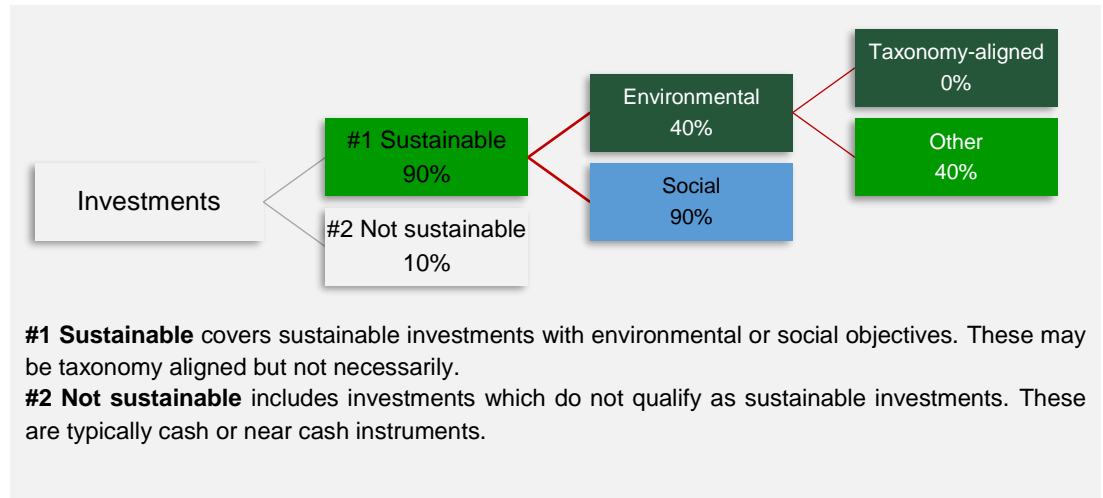 Investments
#1 Sustainable
90%
#2 Not sustainable
10%
Environmental
40%
Social
90%
Taxonomy-aligned
0%
Other
40%
#1 Sustainable covers sustainable investments with environmental or social objectives. These may
be taxonomy aligned but not necessarily.
#2 Not sustainable includes investments which do not qualify as sustainable investments. These
are typically cash or near cash instruments.